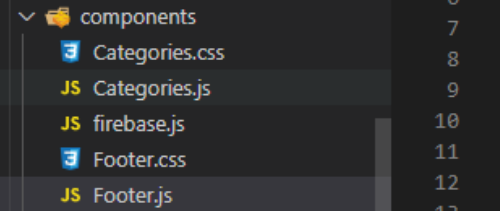 components
Categories.css
JS Categories.js
JS firebase.js
Footer.css
JS Footer.js
7
8
9
10
11
12